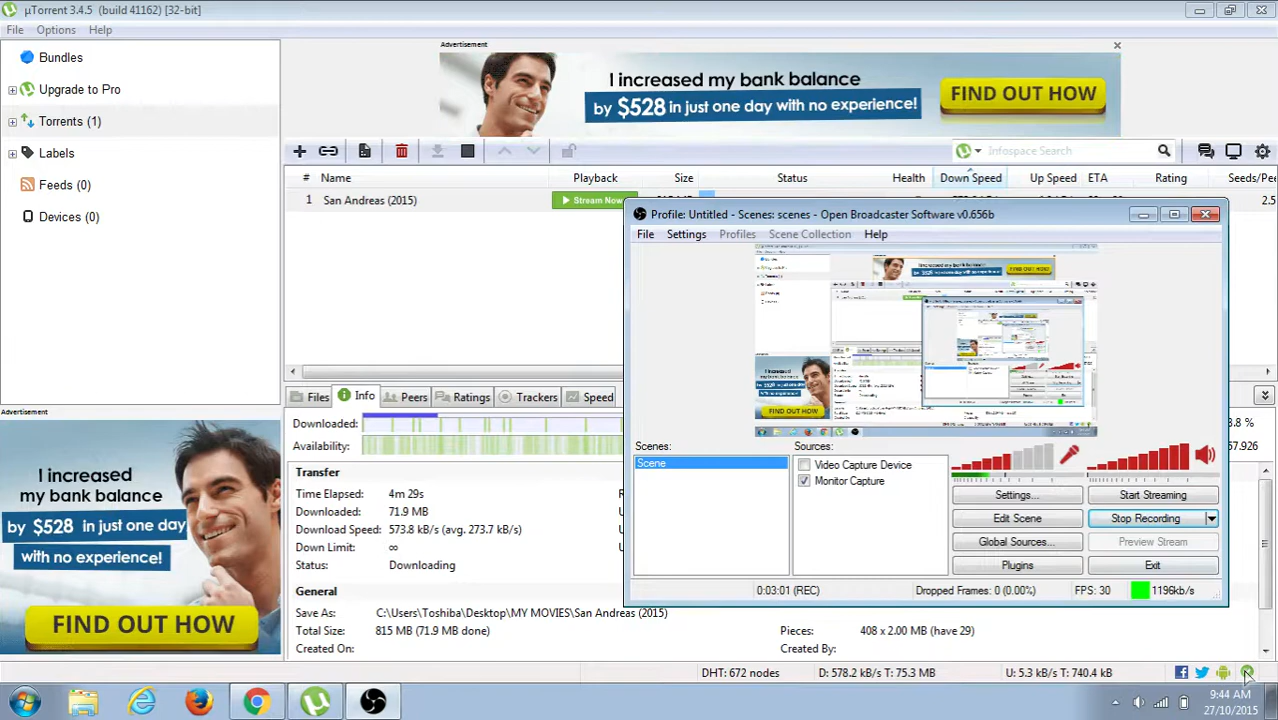 µTorrent 3.4.5 (build 41162) [32-bit]
File Options Help
Bundles
Upgrade to Pro
Torrents (1)
Labels
Feeds (0)
Devices (0)
Advertisement
I increased my bank balance
by $528 in just one day with no experience!
FIND OUT HOW
Infospace Search
# Name Playback Size Status Health Down Speed Up Speed ETA Rating Seeds/Pe
1 San Andreas (2015) Stream Now 2.5
Profile: Untitled - Scenes: scenes - Open Broadcaster Software v0.656b
File Settings Profiles Scene Collection Help
Scenes:
Scene
Sources:
Video Capture Device
Monitor Capture
Settings... Start Streaming
Edit Scene Stop Recording
Global Sources... Preview Stream
Plugins Exit
0:03:01 (REC) Dropped Frames: 0 (0.00%) FPS: 30 1196kb/s
Files Info Peers Ratings Trackers Speed
Downloaded: 8.8 %
Availability: 57.926
Transfer
Time Elapsed: 4m 29s
Downloaded: 71.9 MB
Download Speed: 573.8 kB/s (avg. 273.7 kB/s)
Down Limit: ∞
Status: Downloading
General
Save As: C:\Users\Toshiba\Desktop\MY MOVIES\San Andreas (2015)
Total Size: 815 MB (71.9 MB done) Pieces: 408 x 2.00 MB (have 29)
Created On: Created By:
Advertisement
I increased
my bank balance
by $528 in just one day
with no experience!
FIND OUT HOW
DHT: 672 nodes D: 578.2 kB/s T: 75.3 MB U: 5.3 kB/s T: 740.4 kB
9:44 AM
27/10/2015